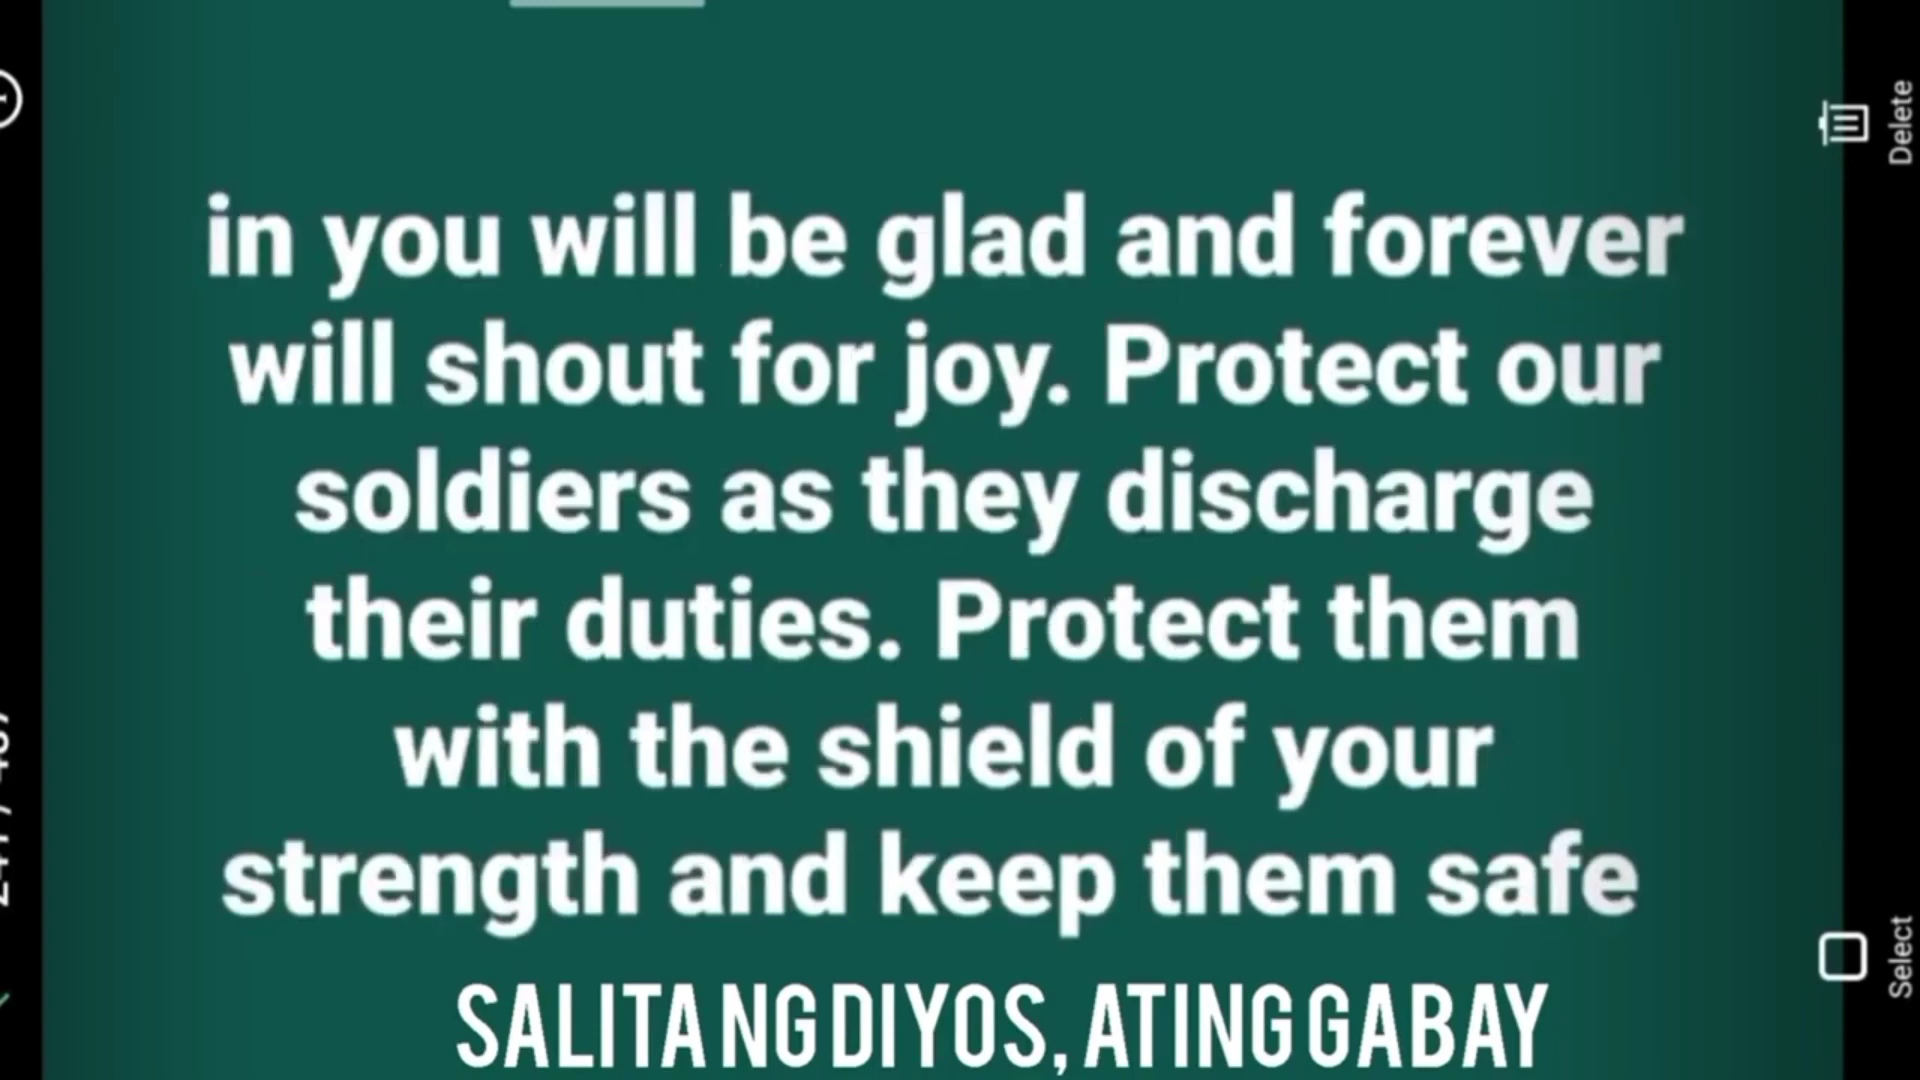 in you will be glad and forever
will shout for joy. Protect our
soldiers as they discharge
their duties. Protect them
with the shield of your
strength and keep them safe
SALITA NG DIYOS, ATING GABAY
Delete
Select